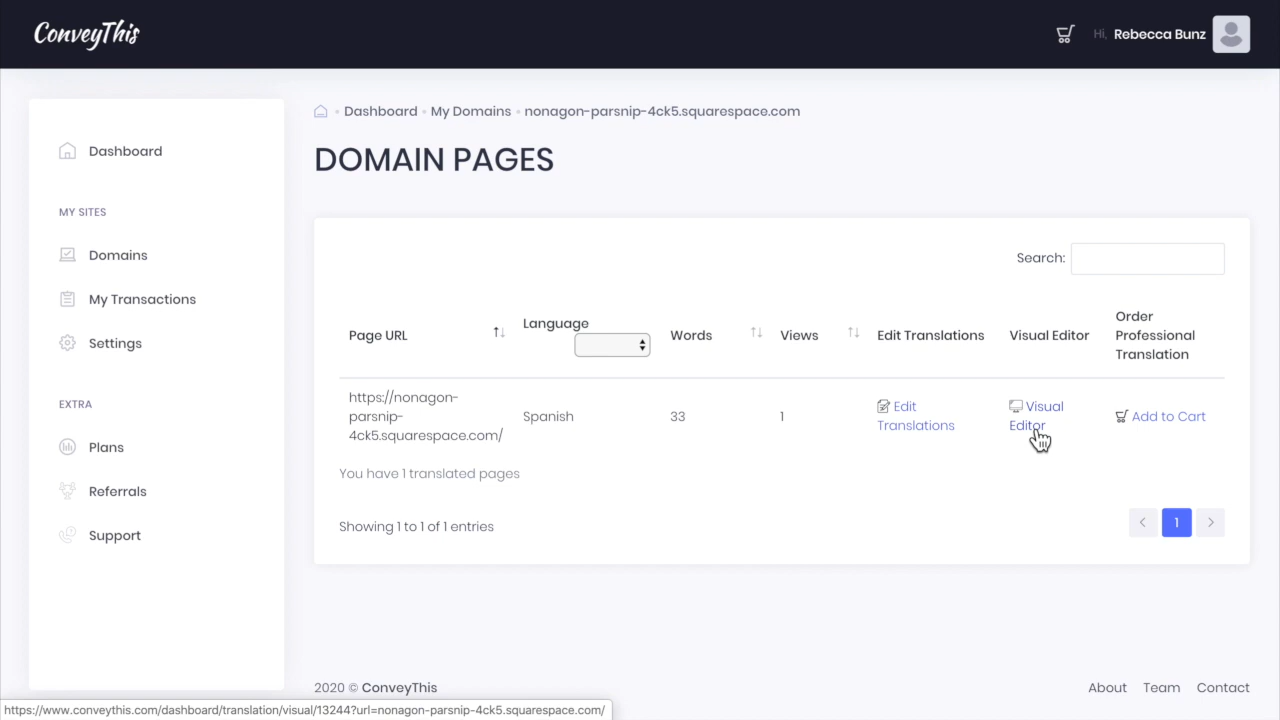 ConveyThis
Hi, Rebecca Bunz
Dashboard
MY SITES
Domains
My Transactions
Settings
EXTRA
Plans
Referrals
Support
Dashboard My Domains nonagon-parsnip-4ck5.squarespace.com
DOMAIN PAGES
Search:
Page URL
Language
Words
Views
Edit Translations
Visual Editor
Order
Professional
Translation
https://nonagon-
parsnip-
4ck5.squarespace.com/
Spanish
33
1
Edit
Translations
Visual
Editor
Add to Cart
You have 1 translated pages
Showing 1 to 1 of 1 entries
1
2020 © ConveyThis
About Team Contact
https://www.conveythis.com/dashboard/translation/visual/13244?url=nonagon-parsnip-4ck5.squarespace.com/